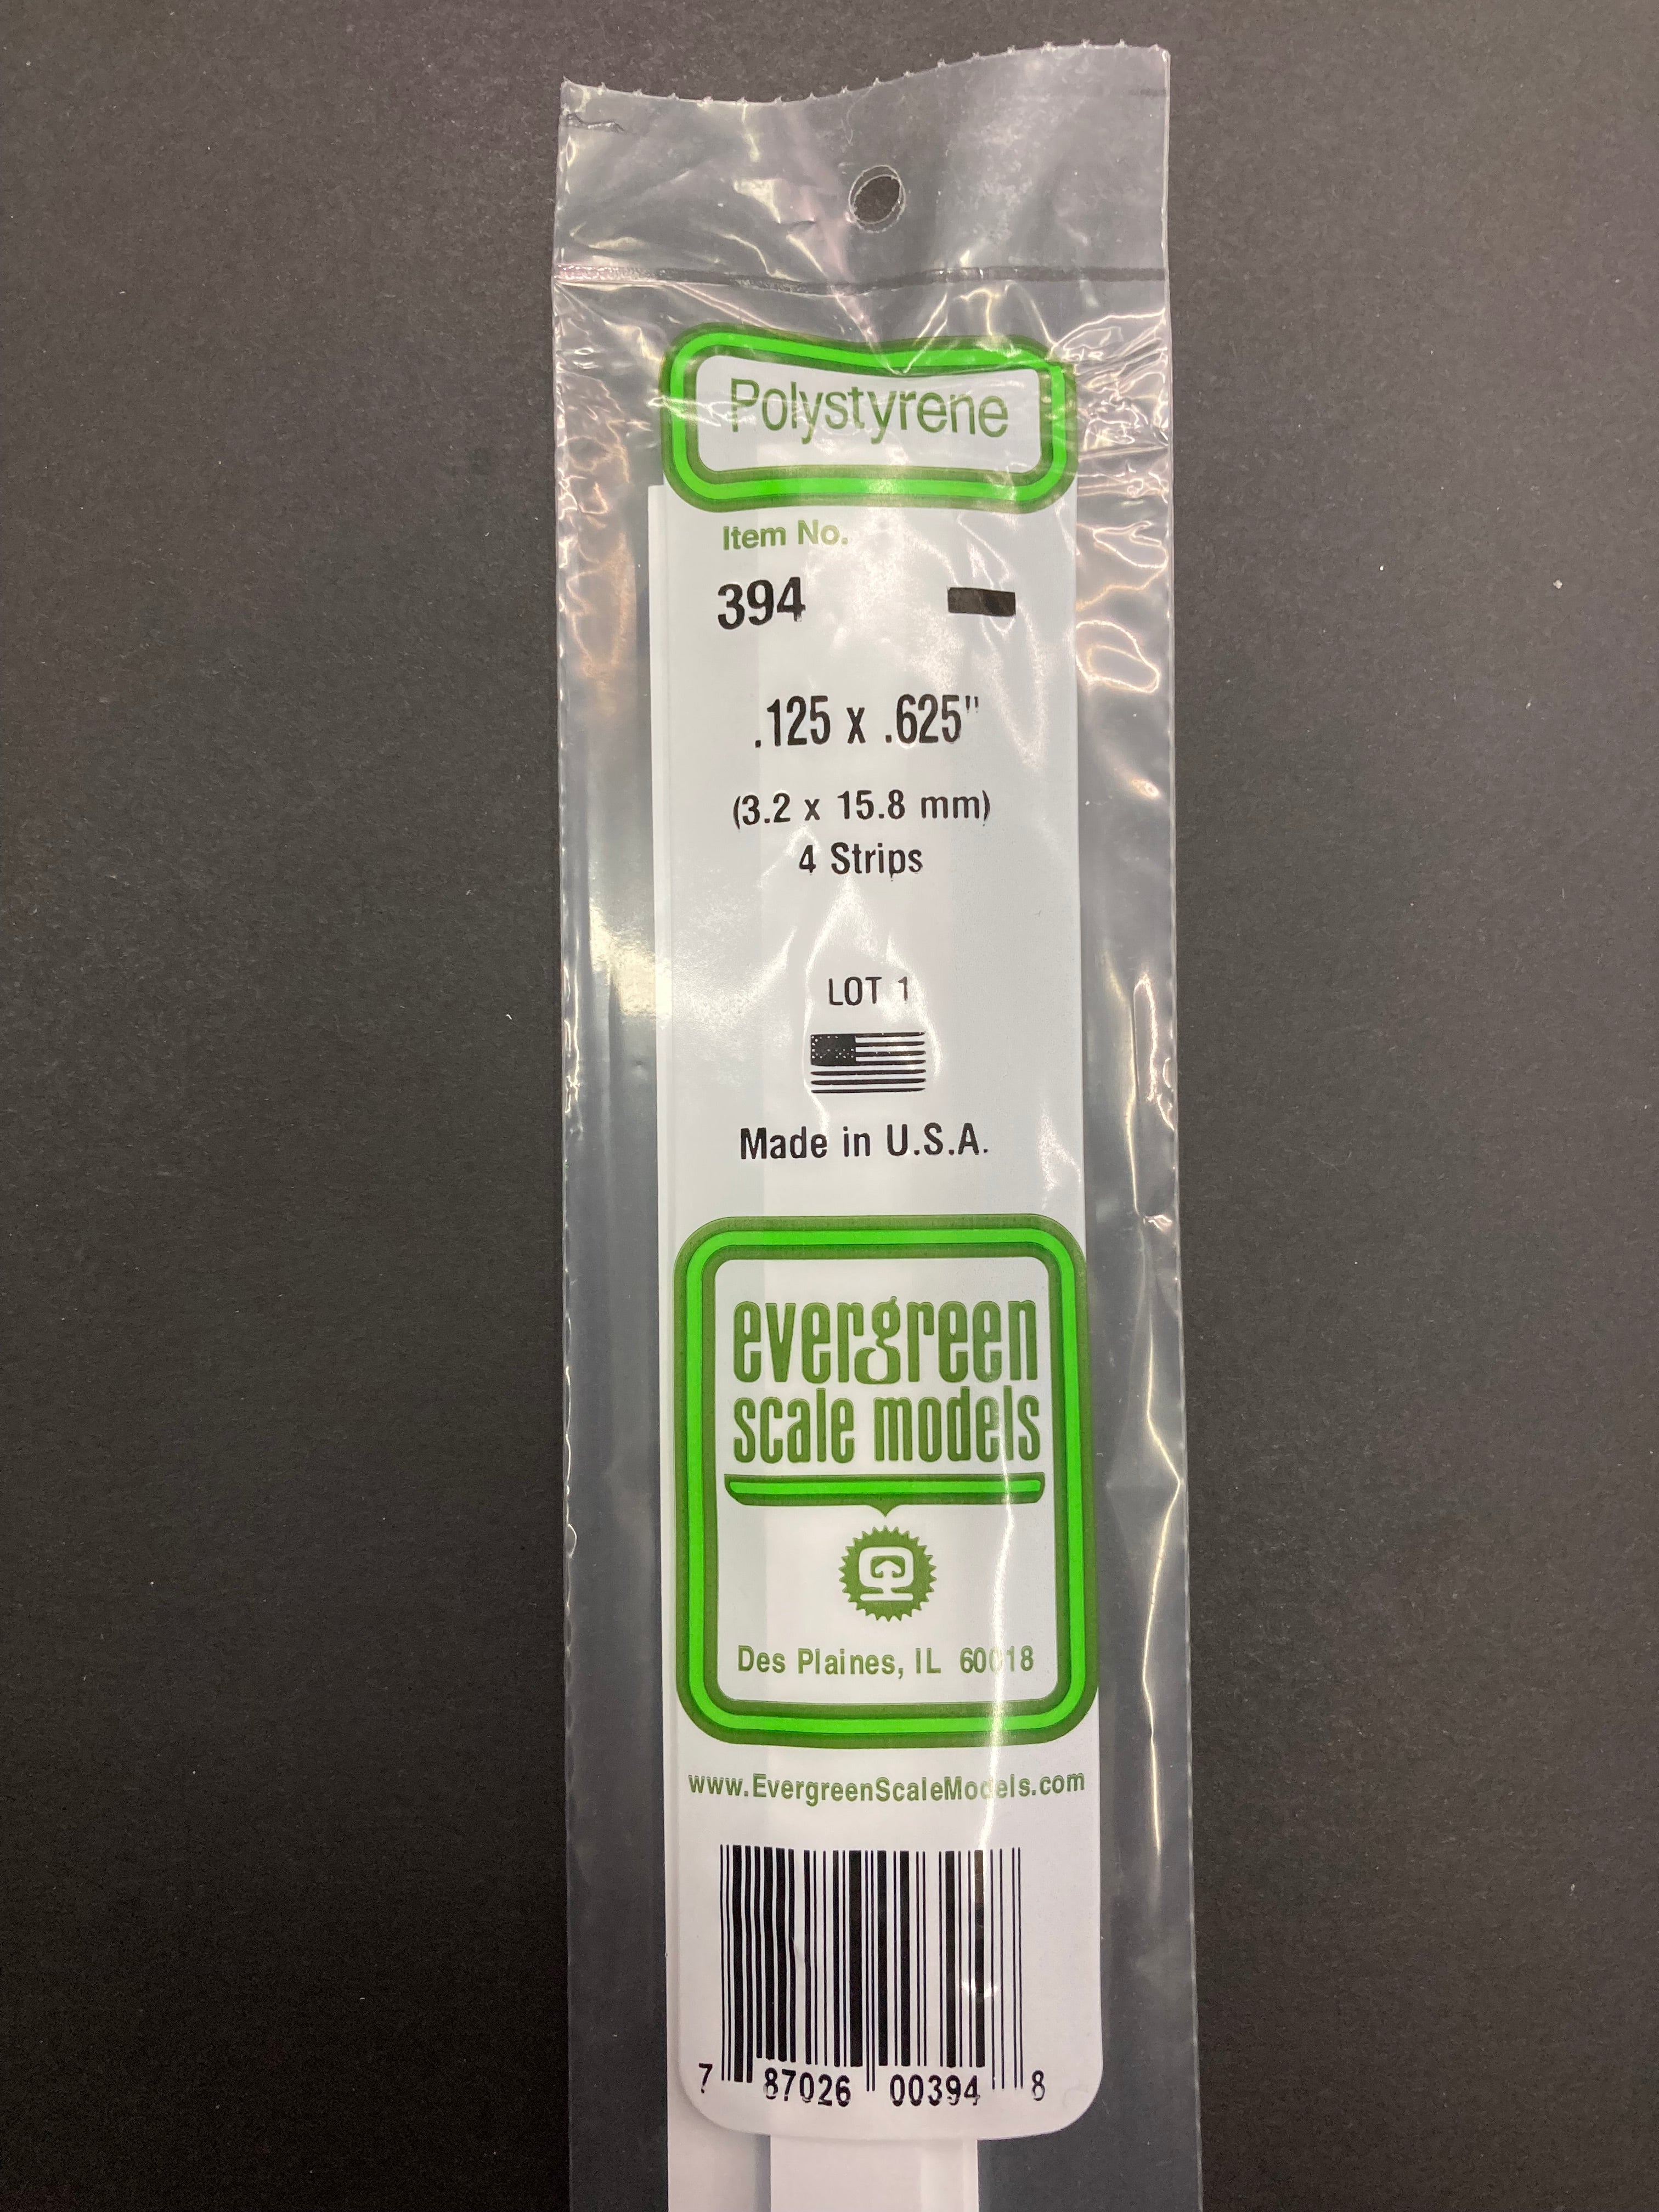 Polystyrene
Item No.
394
.125 x .625"
(3.2 x 15.8 mm)
4 Strips
LOT 1
Made in U.S.A.
evergreen
scale models
Des Plaines, IL 60018
www.EvergreenScaleModels.com
7 87026 00394 8